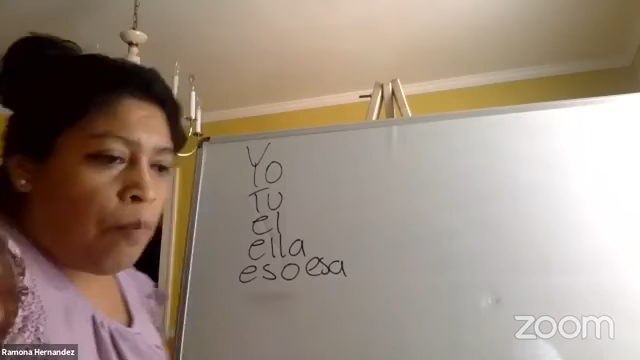 Yo
TU
el
ella
eso esa
zoom
Ramona Hernandez